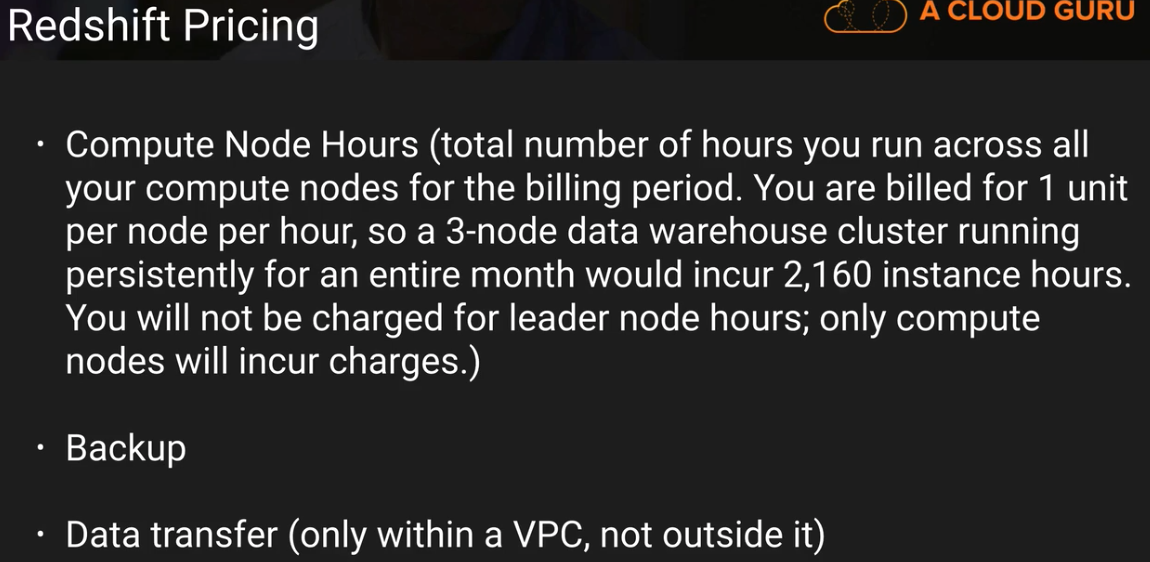 Redshift Pricing
A CLOUD GURU
• Compute Node Hours (total number of hours you run across all
your compute nodes for the billing period. You are billed for 1 unit
per node per hour, so a 3-node data warehouse cluster running
persistently for an entire month would incur 2,160 instance hours.
You will not be charged for leader node hours; only compute
nodes will incur charges.)
• Backup
• Data transfer (only within a VPC, not outside it)